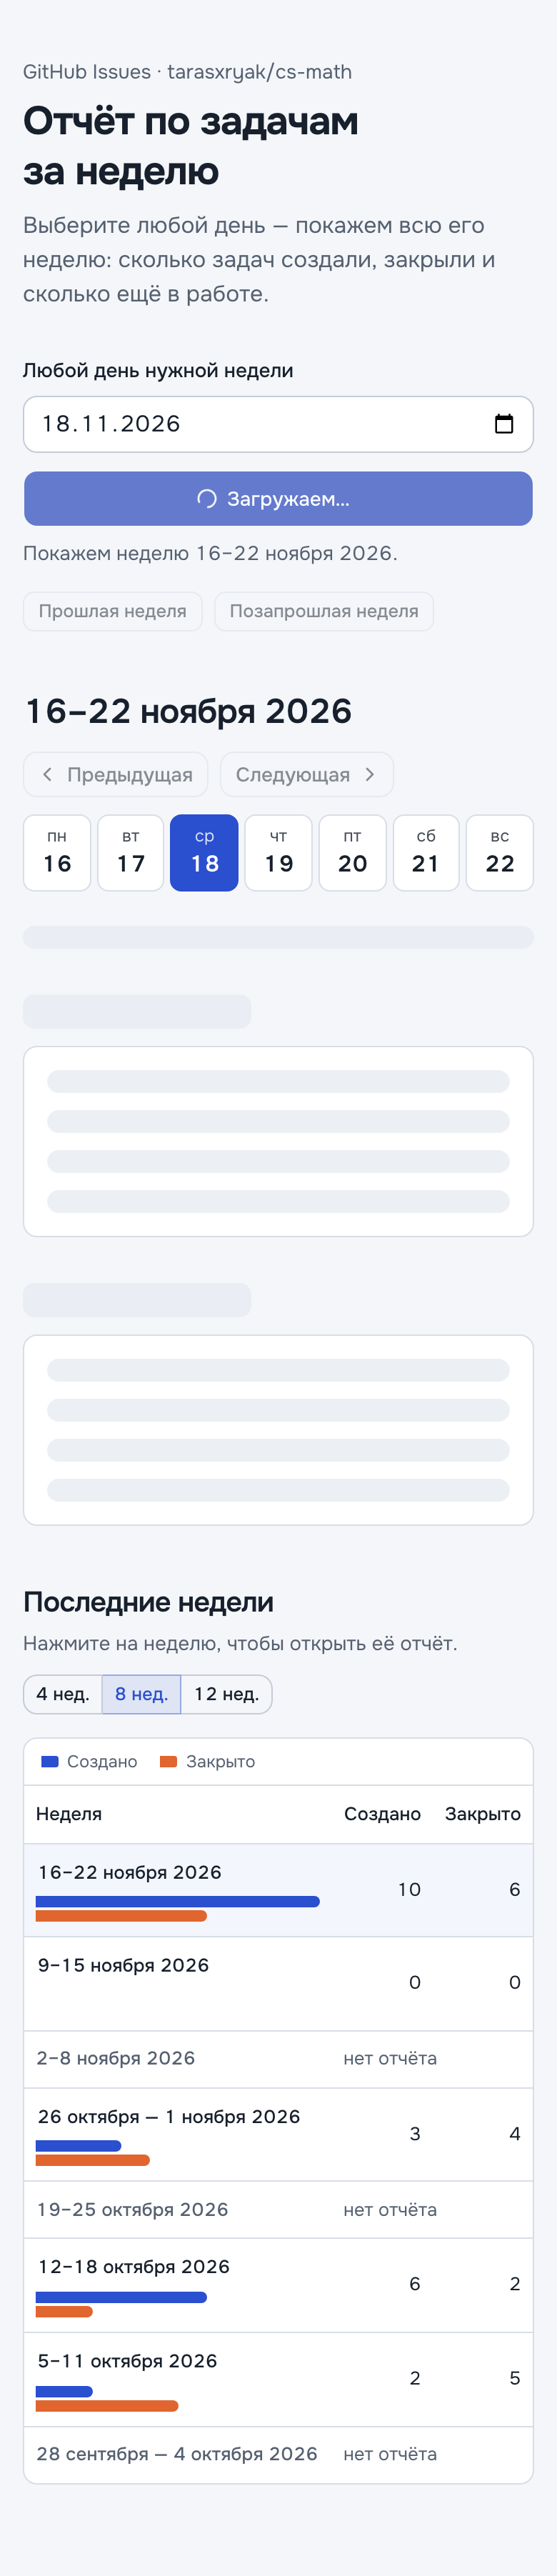 GitHub Issues · tarasxryak/cs-math
Отчёт по задачам
за неделю
Выберите любой день — покажем всю его
неделю: сколько задач создали, закрыли и
сколько ещё в работе.
Любой день нужной недели
18.11.2026
Загружаем...
Покажем неделю 16–22 ноября 2026.
Прошлая неделя Позапрошлая неделя
16–22 ноября 2026
Предыдущая Следующая
пн вт ср чт пт сб вс
16 17 18 19 20 21 22
Последние недели
Нажмите на неделю, чтобы открыть её отчёт.
4 нед. 8 нед. 12 нед.
Создано Закрыто
Неделя Создано Закрыто
16–22 ноября 2026 10 6
9–15 ноября 2026 0 0
2–8 ноября 2026 нет отчёта
26 октября — 1 ноября 2026 3 4
19–25 октября 2026 нет отчёта
12–18 октября 2026 6 2
5–11 октября 2026 2 5
28 сентября — 4 октября 2026 нет отчёта